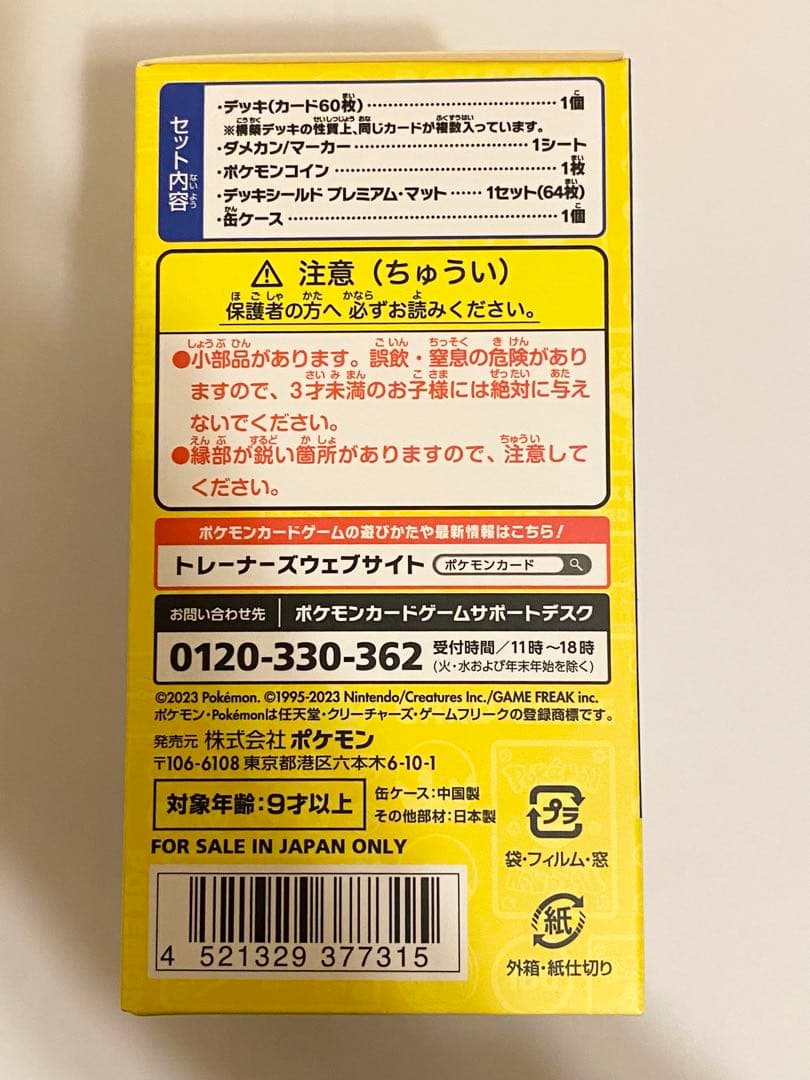 セット内容
・デッキ(カード60枚) 1個
※構築デッキの性質上、同じカードが複数入っています。
・ダメカン/マーカー 1シート
・ポケモンコイン 1枚
・デッキシールド プレミアム・マット 1セット(64枚)
・缶ケース 1個
注意(ちゅうい)
保護者の方へ 必ずお読みください。
●小部品があります。誤飲・窒息の危険があり
ますので、3才未満のお子様には絶対に与え
ないでください。
●縁部が鋭い箇所がありますので、注意して
ください。
ポケモンカードゲームの遊びかたや最新情報はこちら!
トレーナーズウェブサイト ポケモンカード
お問い合わせ先 ポケモンカードゲームサポートデスク
0120-330-362 受付時間/11時〜18時
(火・水および年末年始を除く)
©2023 Pokémon. ©1995-2023 Nintendo/Creatures Inc./GAME FREAK inc.
ポケモン・Pokémonは任天堂・クリーチャーズ・ゲームフリークの登録商標です。
発売元 株式会社ポケモン
〒106-6108 東京都港区六本木6-10-1
対象年齢:9才以上
缶ケース:中国製
その他部材:日本製
FOR SALE IN JAPAN ONLY
4 521329 377315
プラ
袋・フィルム・窓
紙
外箱・紙仕切り